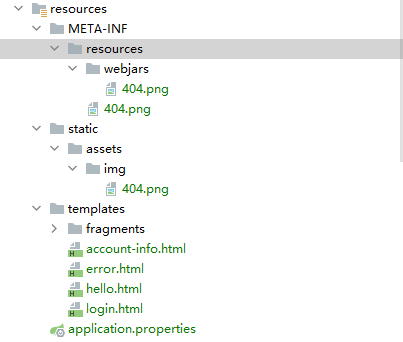 resources
META-INF
resources
webjars
404.png
404.png
static
assets
img
404.png
templates
fragments
account-info.html
error.html
hello.html
login.html
application.properties